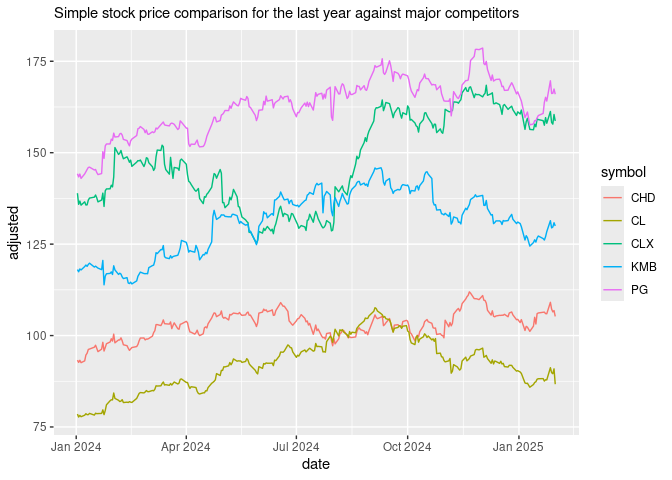 Simple stock price comparison for the last year against major competitors
adjusted
175
150
125
100
75
Jan 2024
Apr 2024
Jul 2024
Oct 2024
Jan 2025
date
symbol
CHD
CL
CLX
KMB
PG